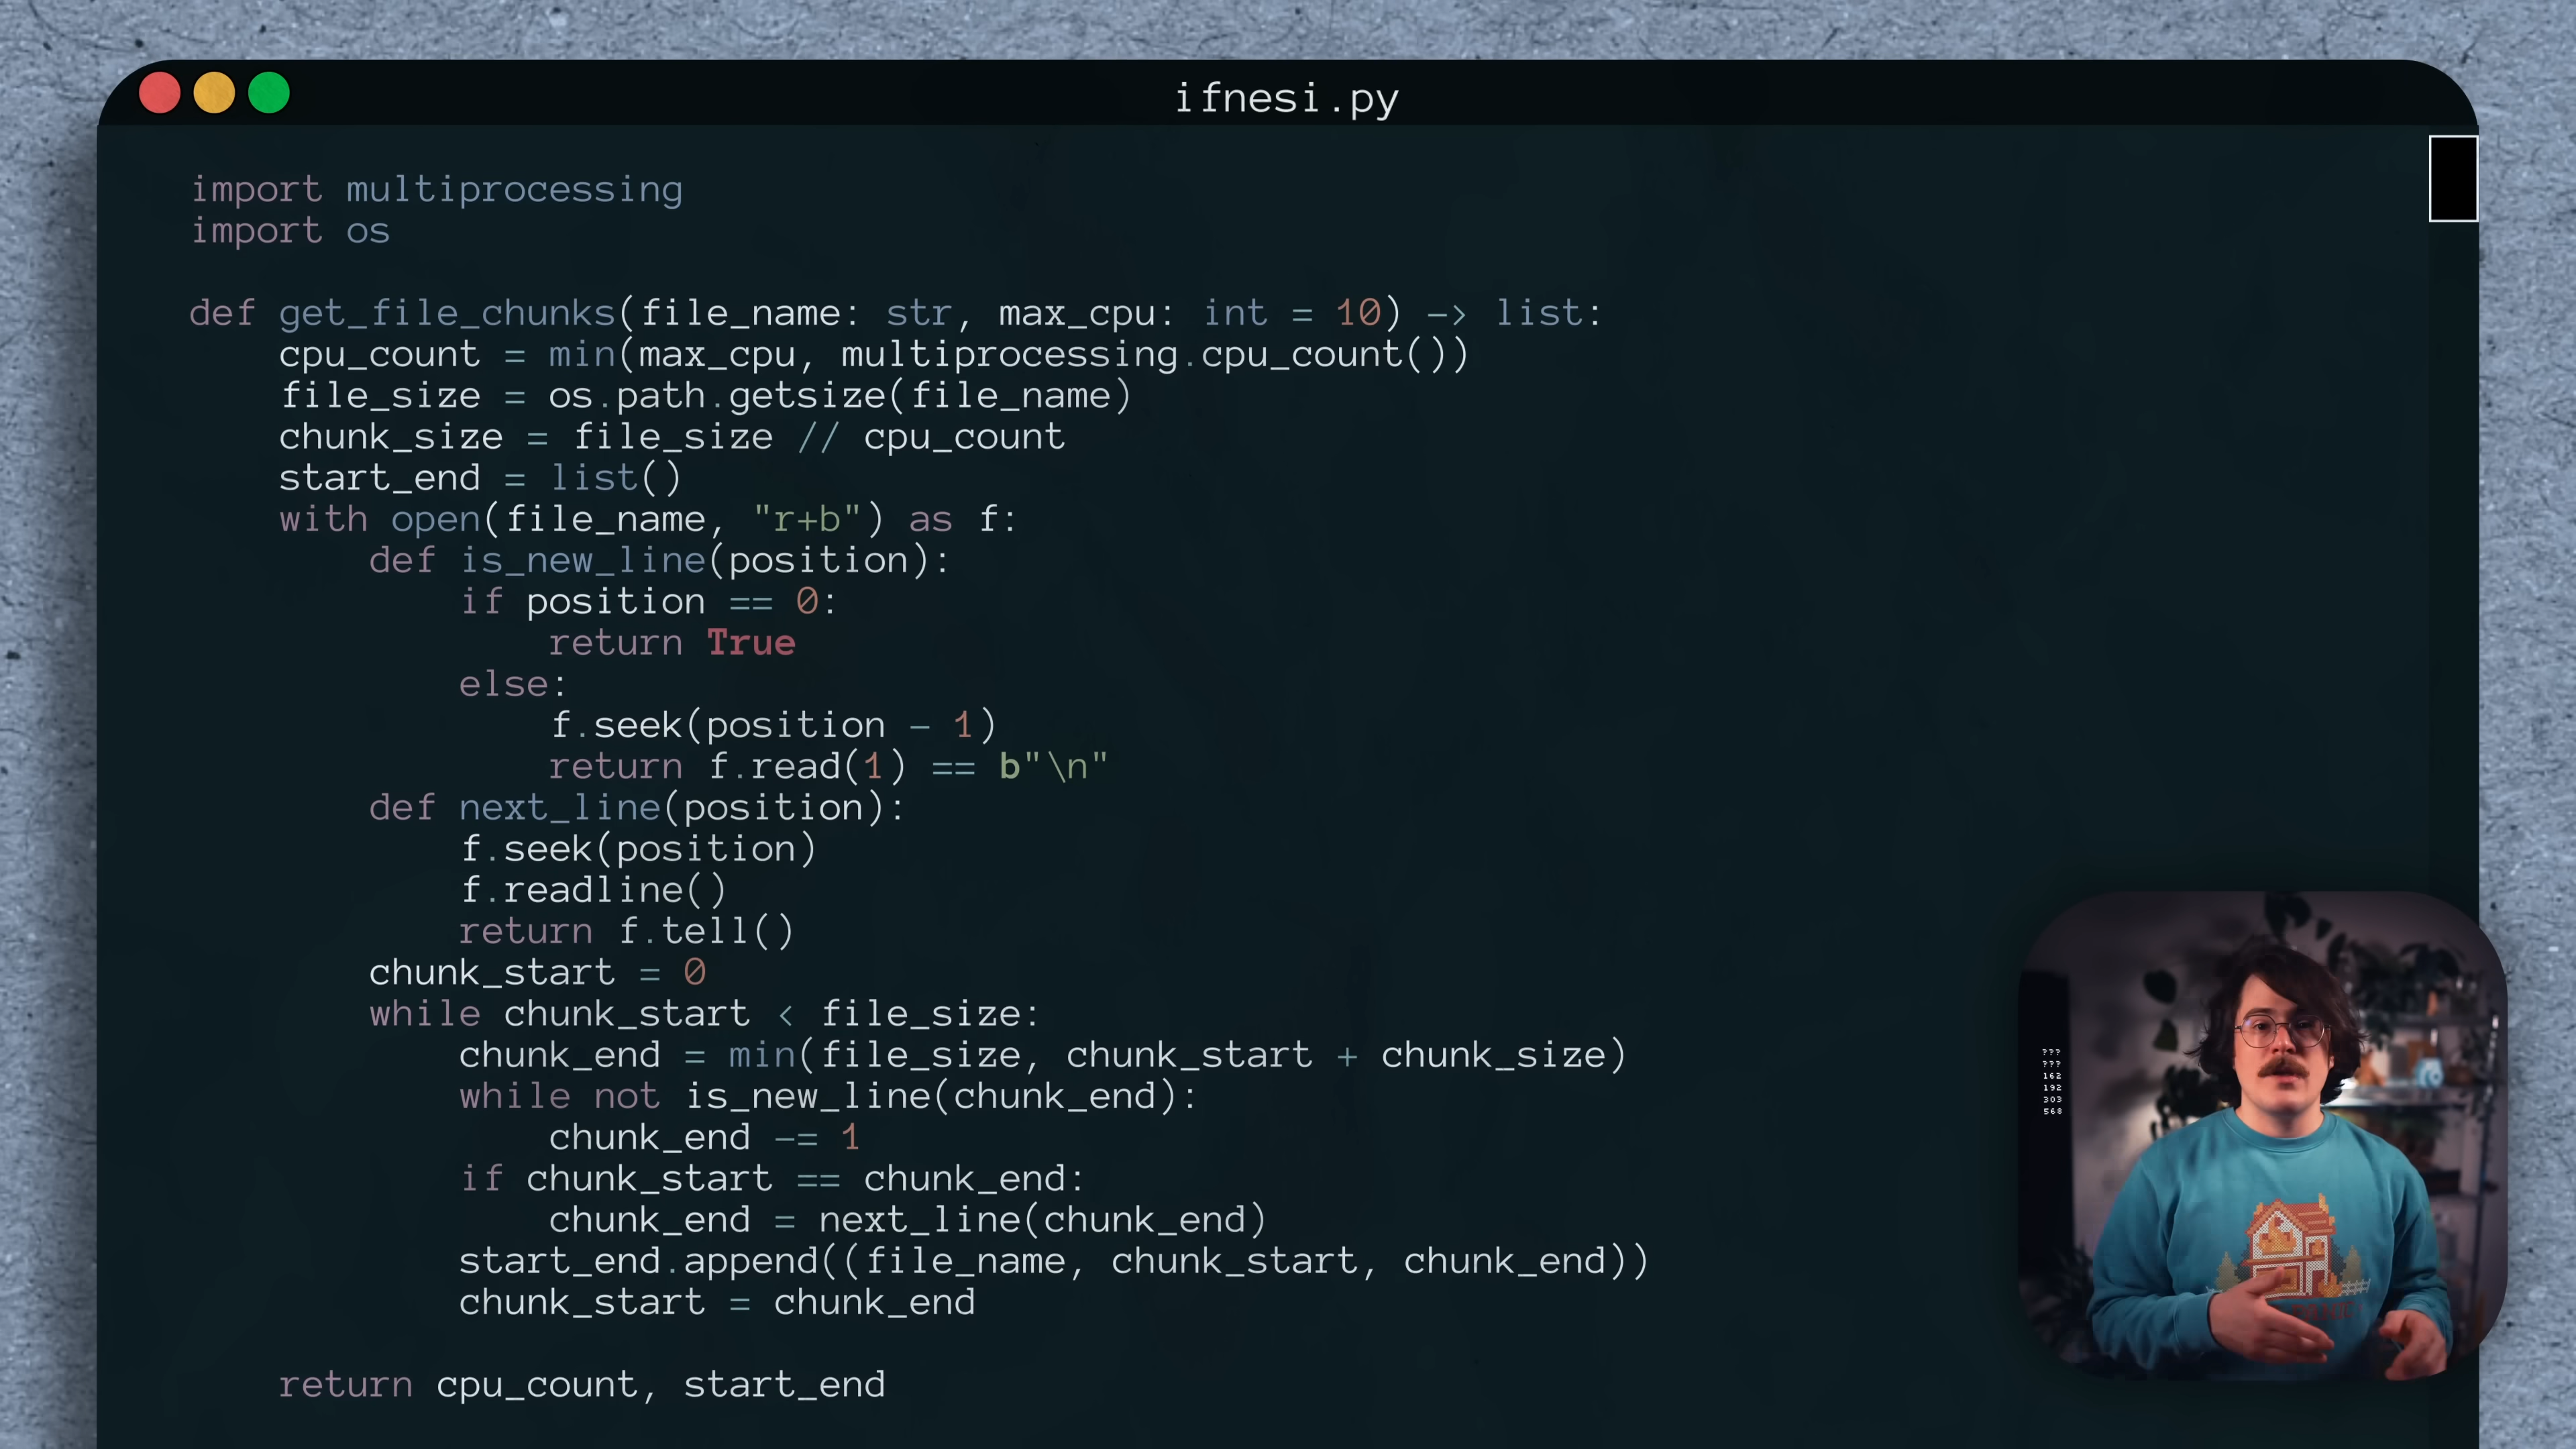 ifnesi.py
import multiprocessing
import os
def get_file_chunks(file_name: str, max_cpu: int = 10) -> list:
    cpu_count = min(max_cpu, multiprocessing.cpu_count())
    file_size = os.path.getsize(file_name)
    chunk_size = file_size // cpu_count
    start_end = list()
    with open(file_name, "r+b") as f:
        def is_new_line(position):
            if position == 0:
                return True
            else:
                f.seek(position - 1)
                return f.read(1) == b"\n"
        def next_line(position):
            f.seek(position)
            f.readline()
            return f.tell()
        chunk_start = 0
        while chunk_start < file_size:
            chunk_end = min(file_size, chunk_start + chunk_size)
            while not is_new_line(chunk_end):
                chunk_end -= 1
            if chunk_start == chunk_end:
                chunk_end = next_line(chunk_end)
            start_end.append((file_name, chunk_start, chunk_end))
            chunk_start = chunk_end
    return cpu_count, start_end
???
???
162
192
303
568